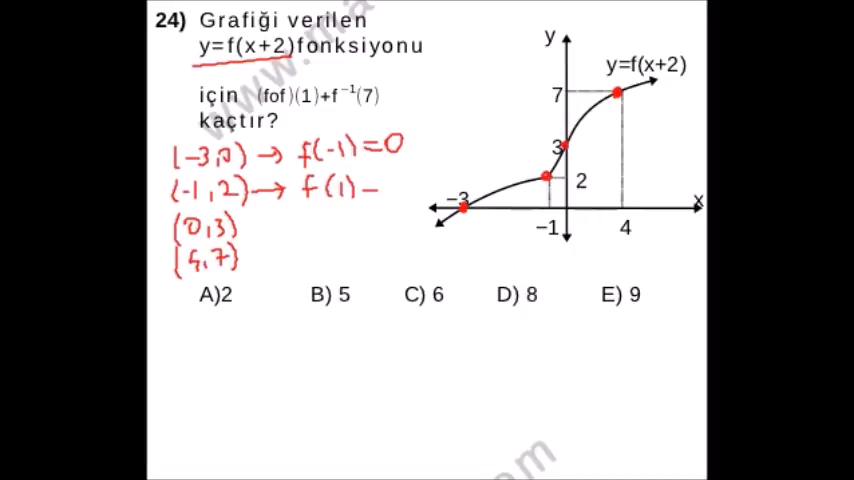 24) Grafiği verilen
y=f(x+2)fonksiyonu
için (fof)(1)+f⁻¹(7)
kaçtır?
(-3,0) → f(-1)=0
(-1,2) → f(1) -
(0,3)
(4,7)
y
y=f(x+2)
7
3
2
−3
x
−1
4
A)2 B) 5 C) 6 D) 8 E) 9